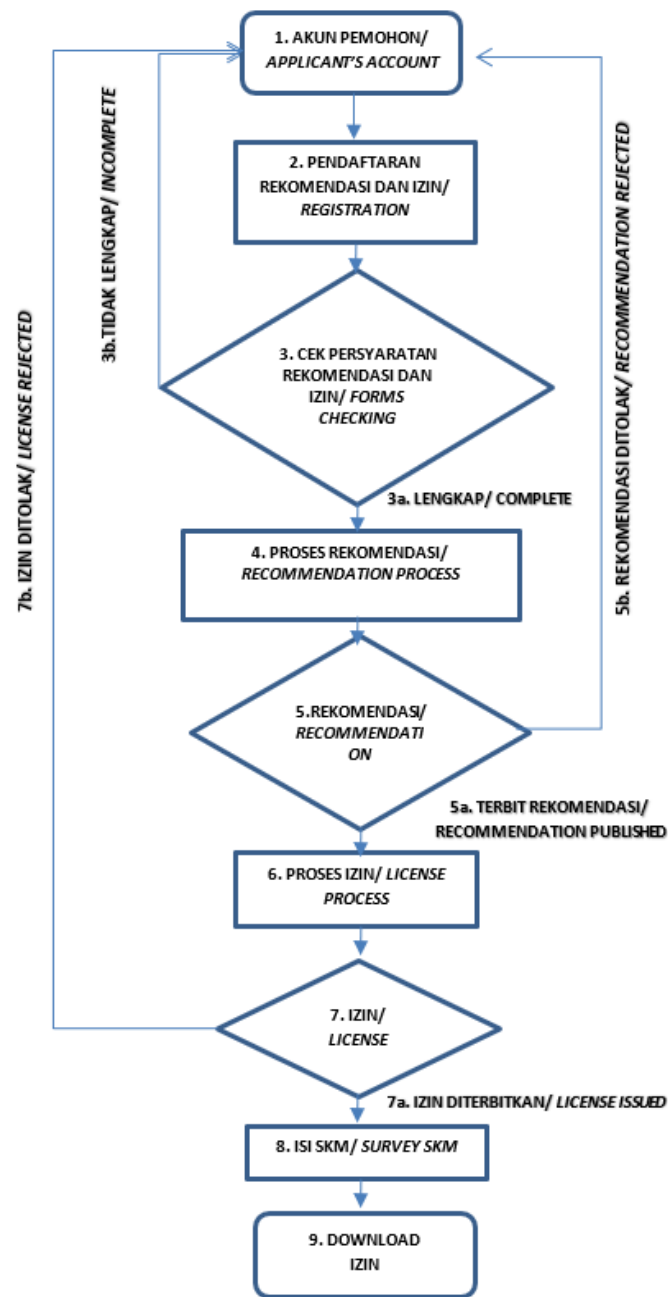 1. AKUN PEMOHON/
APPLICANT'S ACCOUNT
2. PENDAFTARAN
REKOMENDASI DAN IZIN/
REGISTRATION
3b.TIDAK LENGKAP/ INCOMPLETE
3. CEK PERSYARATAN
REKOMENDASI DAN
IZIN/ FORMS
CHECKING
3a. LENGKAP/ COMPLETE
4. PROSES REKOMENDASI/
RECOMMENDATION PROCESS
5.REKOMENDASI/
RECOMMENDATI
ON
5b. REKOMENDASI DITOLAK/ RECOMMENDATION REJECTED
5a. TERBIT REKOMENDASI/
RECOMMENDATION PUBLISHED
6. PROSES IZIN/ LICENSE
PROCESS
7. IZIN/
LICENSE
7b. IZIN DITOLAK/ LICENSE REJECTED
7a. IZIN DITERBITKAN/ LICENSE ISSUED
8. ISI SKM/ SURVEY SKM
9. DOWNLOAD
IZIN